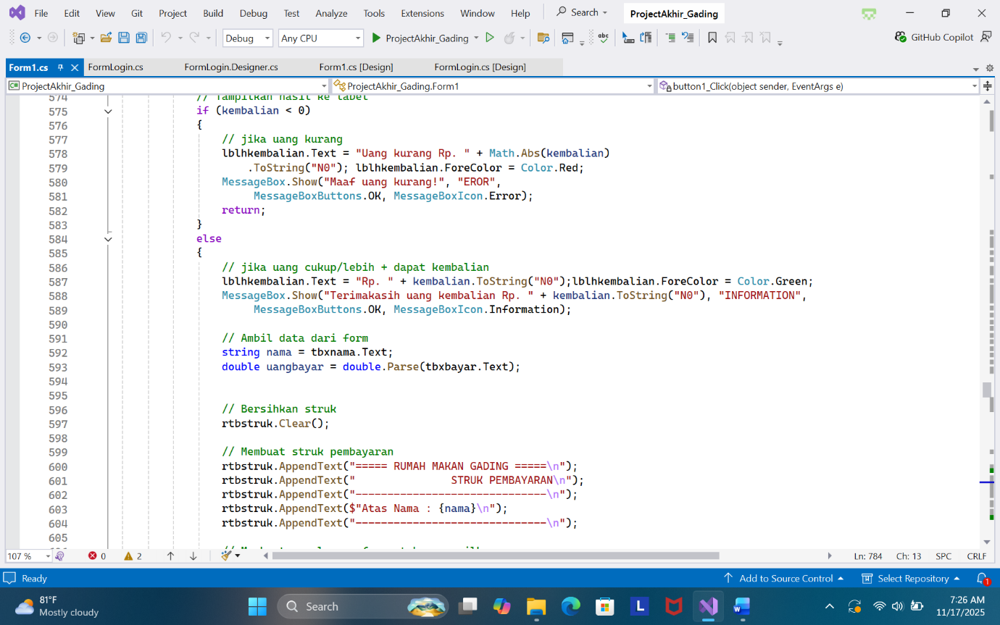 File Edit View Git Project Build Debug Test Analyze Tools Extensions Window Help Search ProjectAkhir_Gading
Debug Any CPU ProjectAkhir_Gading abc GitHub Copilot
Form1.cs FormLogin.cs FormLogin.Designer.cs Form1.cs [Design] FormLogin.cs [Design]
C# ProjectAkhir_Gading ProjectAkhir_Gading.Form1 button1_Click(object sender, EventArgs e)
574 // Tampilkan hasil ke label
575 if (kembalian < 0)
576 {
577 // jika uang kurang
578 lblhkembalian.Text = "Uang kurang Rp. " + Math.Abs(kembalian)
579 .ToString("N0"); lblhkembalian.ForeColor = Color.Red;
580 MessageBox.Show("Maaf uang kurang!", "EROR",
581 MessageBoxButtons.OK, MessageBoxIcon.Error);
582 return;
583 }
584 else
585 {
586 // jika uang cukup/lebih + dapat kembalian
587 lblhkembalian.Text = "Rp. " + kembalian.ToString("N0");lblhkembalian.ForeColor = Color.Green;
588 MessageBox.Show("Terimakasih uang kembalian Rp. " + kembalian.ToString("N0"), "INFORMATION",
589 MessageBoxButtons.OK, MessageBoxIcon.Information);
590
591 // Ambil data dari form
592 string nama = tbxnama.Text;
593 double uangbayar = double.Parse(tbxbayar.Text);
594
595
596 // Bersihkan struk
597 rtbstruk.Clear();
598
599 // Membuat struk pembayaran
600 rtbstruk.AppendText("===== RUMAH MAKAN GADING =====\n");
601 rtbstruk.AppendText("               STRUK PEMBAYARAN\n");
602 rtbstruk.AppendText("------------------------------\n");
603 rtbstruk.AppendText($"Atas Nama : {nama}\n");
604 rtbstruk.AppendText("------------------------------\n");
605
107 % 0 2 Ln: 784 Ch: 13 SPC CRLF
Ready Add to Source Control Select Repository 1
81°F
Mostly cloudy
Search
L
W
7:26 AM
11/17/2025